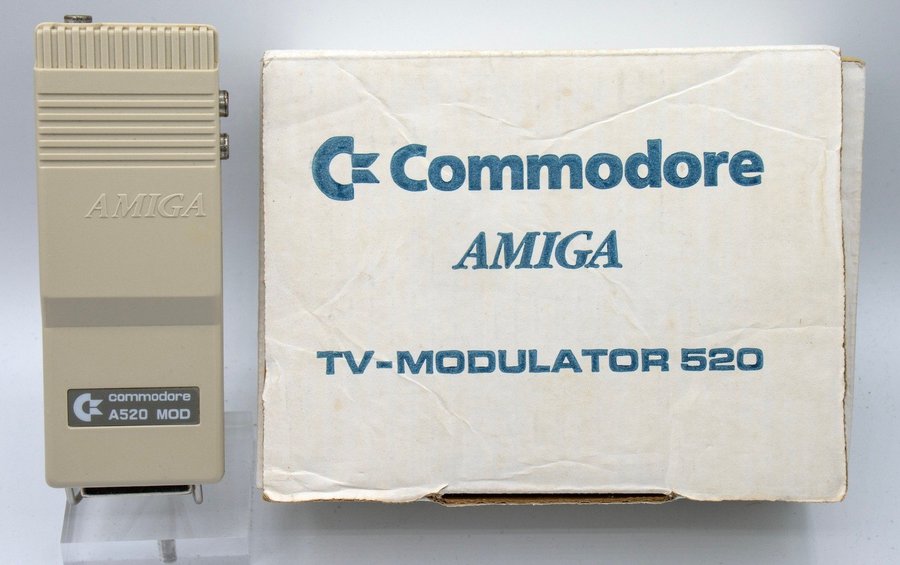 AMIGA
commodore
A520 MOD
Commodore
AMIGA
TV-MODULATOR 520